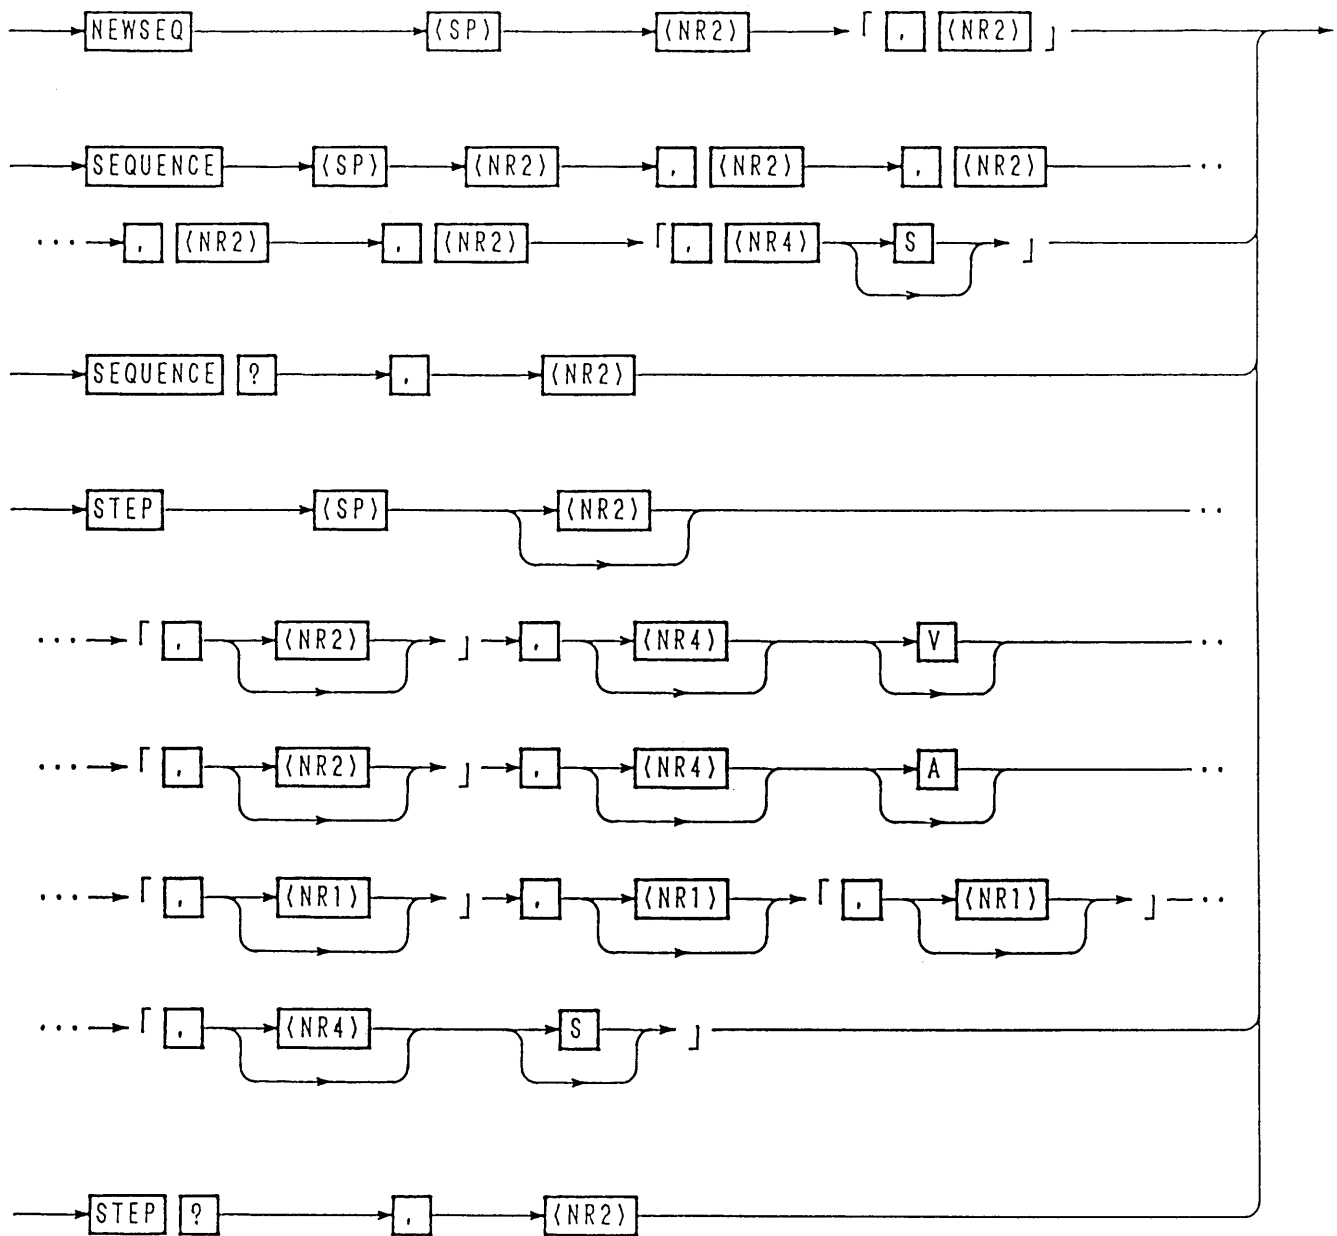 NEWSEQ ⟨SP⟩ ⟨NR2⟩ 「 , ⟨NR2⟩ 」
SEQUENCE ⟨SP⟩ ⟨NR2⟩ , ⟨NR2⟩ , ⟨NR2⟩ ··
··· , ⟨NR2⟩ , ⟨NR2⟩ 「 , ⟨NR4⟩ S 」
SEQUENCE ? , ⟨NR2⟩
STEP ⟨SP⟩ ⟨NR2⟩ ··
··· 「 , ⟨NR2⟩ 」 , ⟨NR4⟩ V ··
··· 「 , ⟨NR2⟩ 」 , ⟨NR4⟩ A ··
··· 「 , ⟨NR1⟩ 」 , ⟨NR1⟩ 「 , ⟨NR1⟩ 」 ··
··· 「 , ⟨NR4⟩ S 」
STEP ? , ⟨NR2⟩